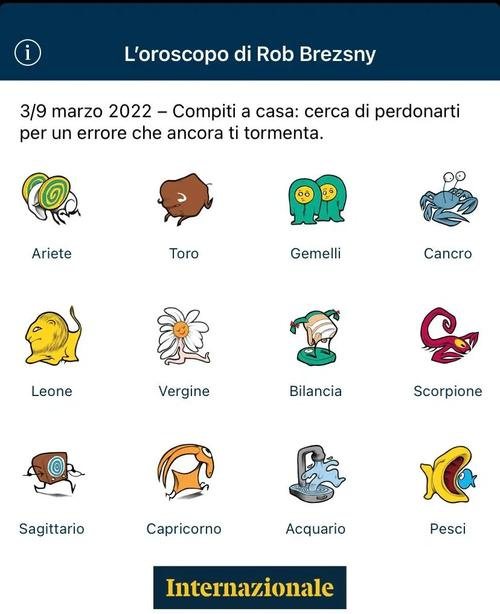 L'oroscopo di Rob Brezsny
3/9 marzo 2022 – Compiti a casa: cerca di perdonarti
per un errore che ancora ti tormenta.
Ariete Toro Gemelli Cancro
Leone Vergine Bilancia Scorpione
Sagittario Capricorno Acquario Pesci
Internazionale